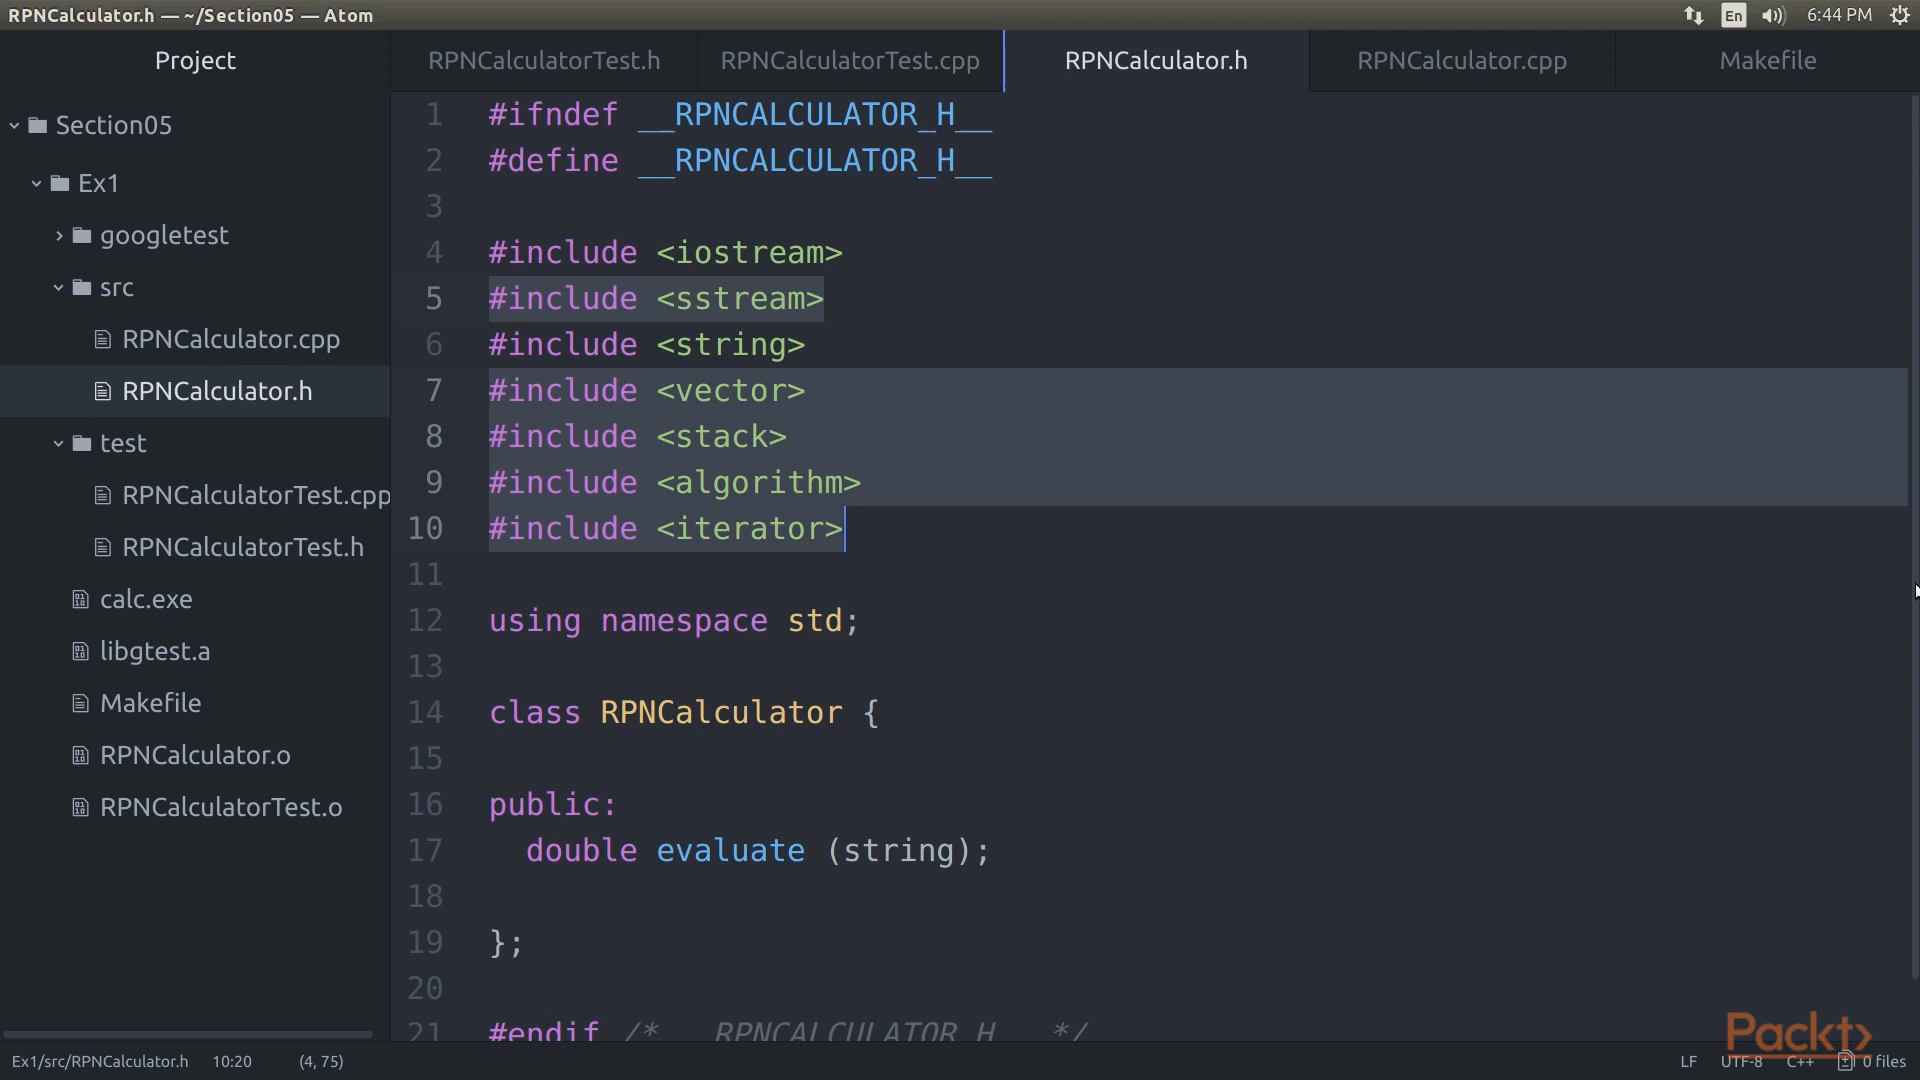 RPNCalculator.h — ~/Section05 — Atom
En
6:44 PM
Project
RPNCalculatorTest.h
RPNCalculatorTest.cpp
RPNCalculator.h
RPNCalculator.cpp
Makefile
Section05
Ex1
googletest
src
RPNCalculator.cpp
RPNCalculator.h
test
RPNCalculatorTest.cpp
RPNCalculatorTest.h
calc.exe
libgtest.a
Makefile
RPNCalculator.o
RPNCalculatorTest.o
1 #ifndef __RPNCALCULATOR_H__
2 #define __RPNCALCULATOR_H__
3
4 #include <iostream>
5 #include <sstream>
6 #include <string>
7 #include <vector>
8 #include <stack>
9 #include <algorithm>
10 #include <iterator>
11
12 using namespace std;
13
14 class RPNCalculator {
15
16 public:
17 double evaluate (string);
18
19 };
20
21 #endif /* __RPNCALCULATOR_H__ */
Packt>
Ex1/src/RPNCalculator.h 10:20 (4, 75)
LF UTF-8 C++ 0 files